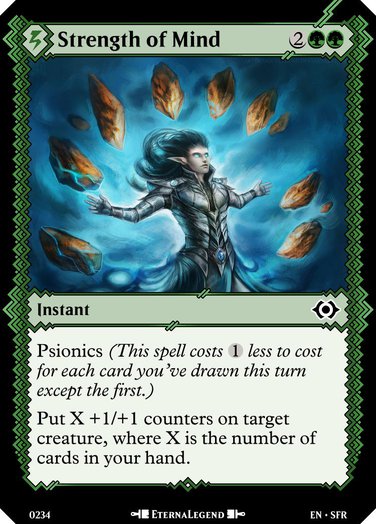 Strength of Mind 2
Instant
Psionics (This spell costs 1 less to cost
for each card you've drawn this turn
except the first.)
Put X +1/+1 counters on target
creature, where X is the number of
cards in your hand.
0234 EternaLegend EN • SFR